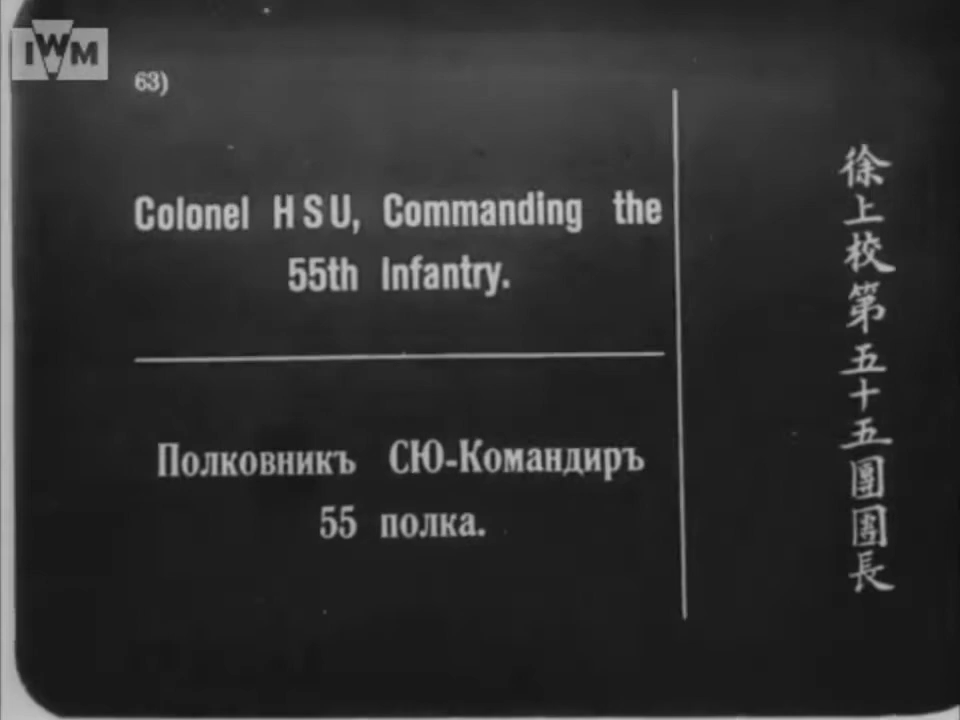 IWM
63)
Colonel HSU, Commanding the
55th Infantry.
Полковникъ СЮ-Командиръ
55 полка.
徐上校第五十五團團長